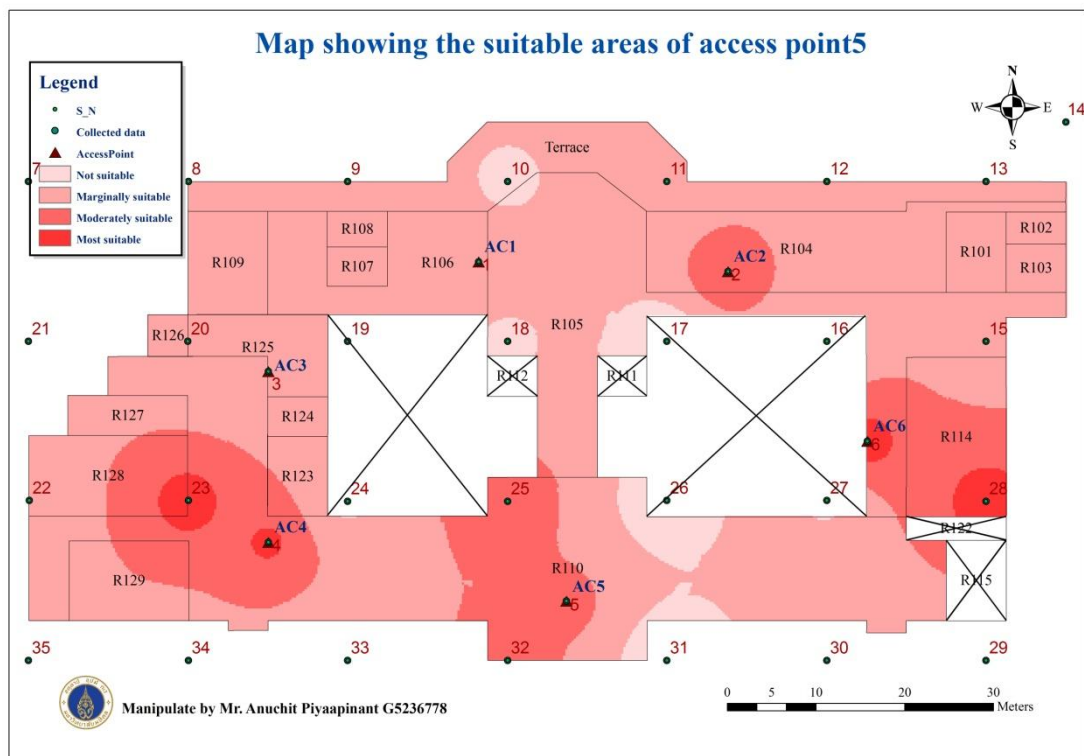 Map showing the suitable areas of access point5
Legend
S_N
Collected data
AccessPoint
Not suitable
Marginally suitable
Moderately suitable
Most suitable
N
W E
S
14
Terrace
7 8 9 10 11 12 13
R108
R102
R109 R107 R106 AC1 1
AC2 2 R104
R101 R103
R105
21 R126 20 R125 19 18 17 16 15
AC3 3
R112 R111
R127 R124
AC6 6 R114
R128 R123
22 23 24 25 26 27 28
AC4 4
R122
R129 R110 R115
AC5 5
35 34 33 32 31 30 29
Manipulate by Mr. Anuchit Piyaapinant G5236778
0 5 10 20 30
Meters